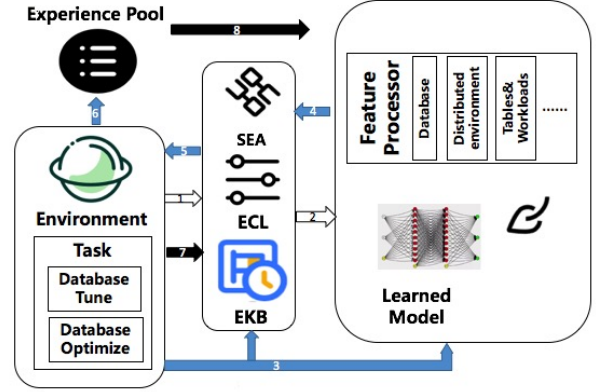 Experience Pool
8
Feature
Processor
Database
Distributed
environment
Tables&
Workloads
......
4
SEA
6
5
Environment
1
ECL
2
Task
7
Database
Tune
Database
Optimize
EKB
Learned
Model
3